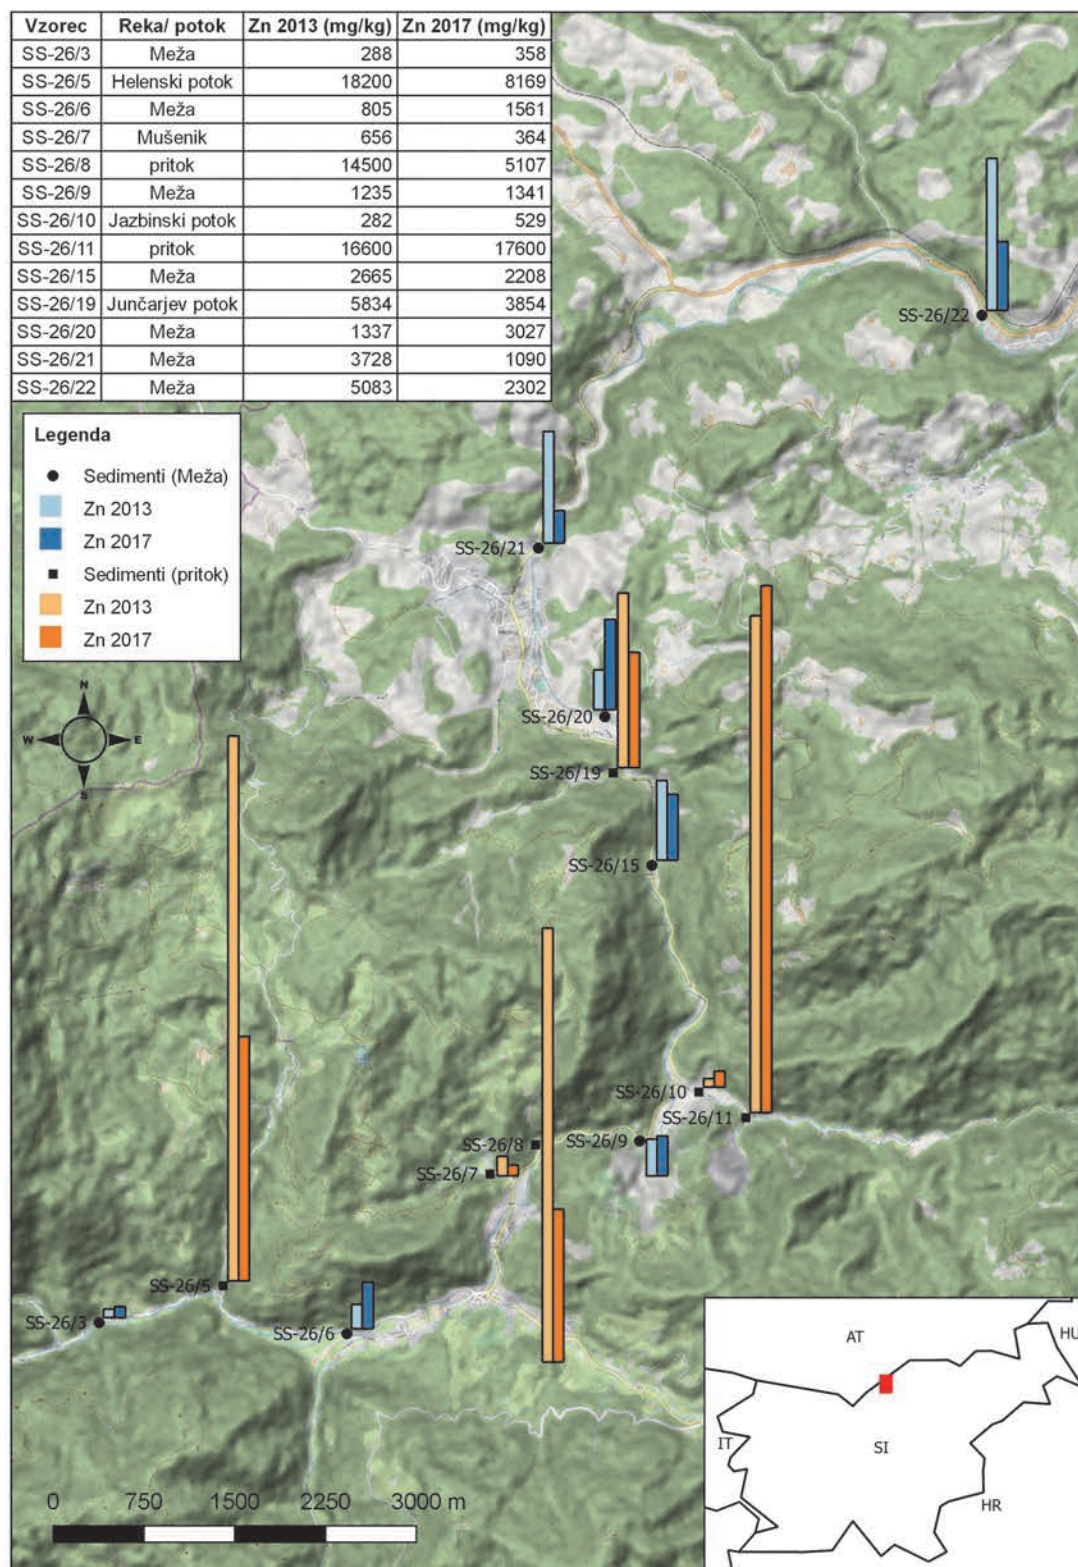 Vzorec Reka/ potok Zn 2013 (mg/kg) Zn 2017 (mg/kg)
SS-26/3 Meža 288 358
SS-26/5 Helenski potok 18200 8169
SS-26/6 Meža 805 1561
SS-26/7 Mušenik 656 364
SS-26/8 pritok 14500 5107
SS-26/9 Meža 1235 1341
SS-26/10 Jazbinski potok 282 529
SS-26/11 pritok 16600 17600
SS-26/15 Meža 2665 2208
SS-26/19 Junčarjev potok 5834 3854
SS-26/20 Meža 1337 3027
SS-26/21 Meža 3728 1090
SS-26/22 Meža 5083 2302
SS-26/22
Legenda
Sedimenti (Meža)
Zn 2013
Zn 2017
Sedimenti (pritok)
Zn 2013
Zn 2017
SS-26/21
SS-26/20
SS-26/19
SS-26/15
N
W E
S
SS-26/10
SS-26/11
SS-26/9
SS-26/8
SS-26/7
SS-26/5
SS-26/3
SS-26/6
AT
HU
IT
SI
HR
0 750 1500 2250 3000 m